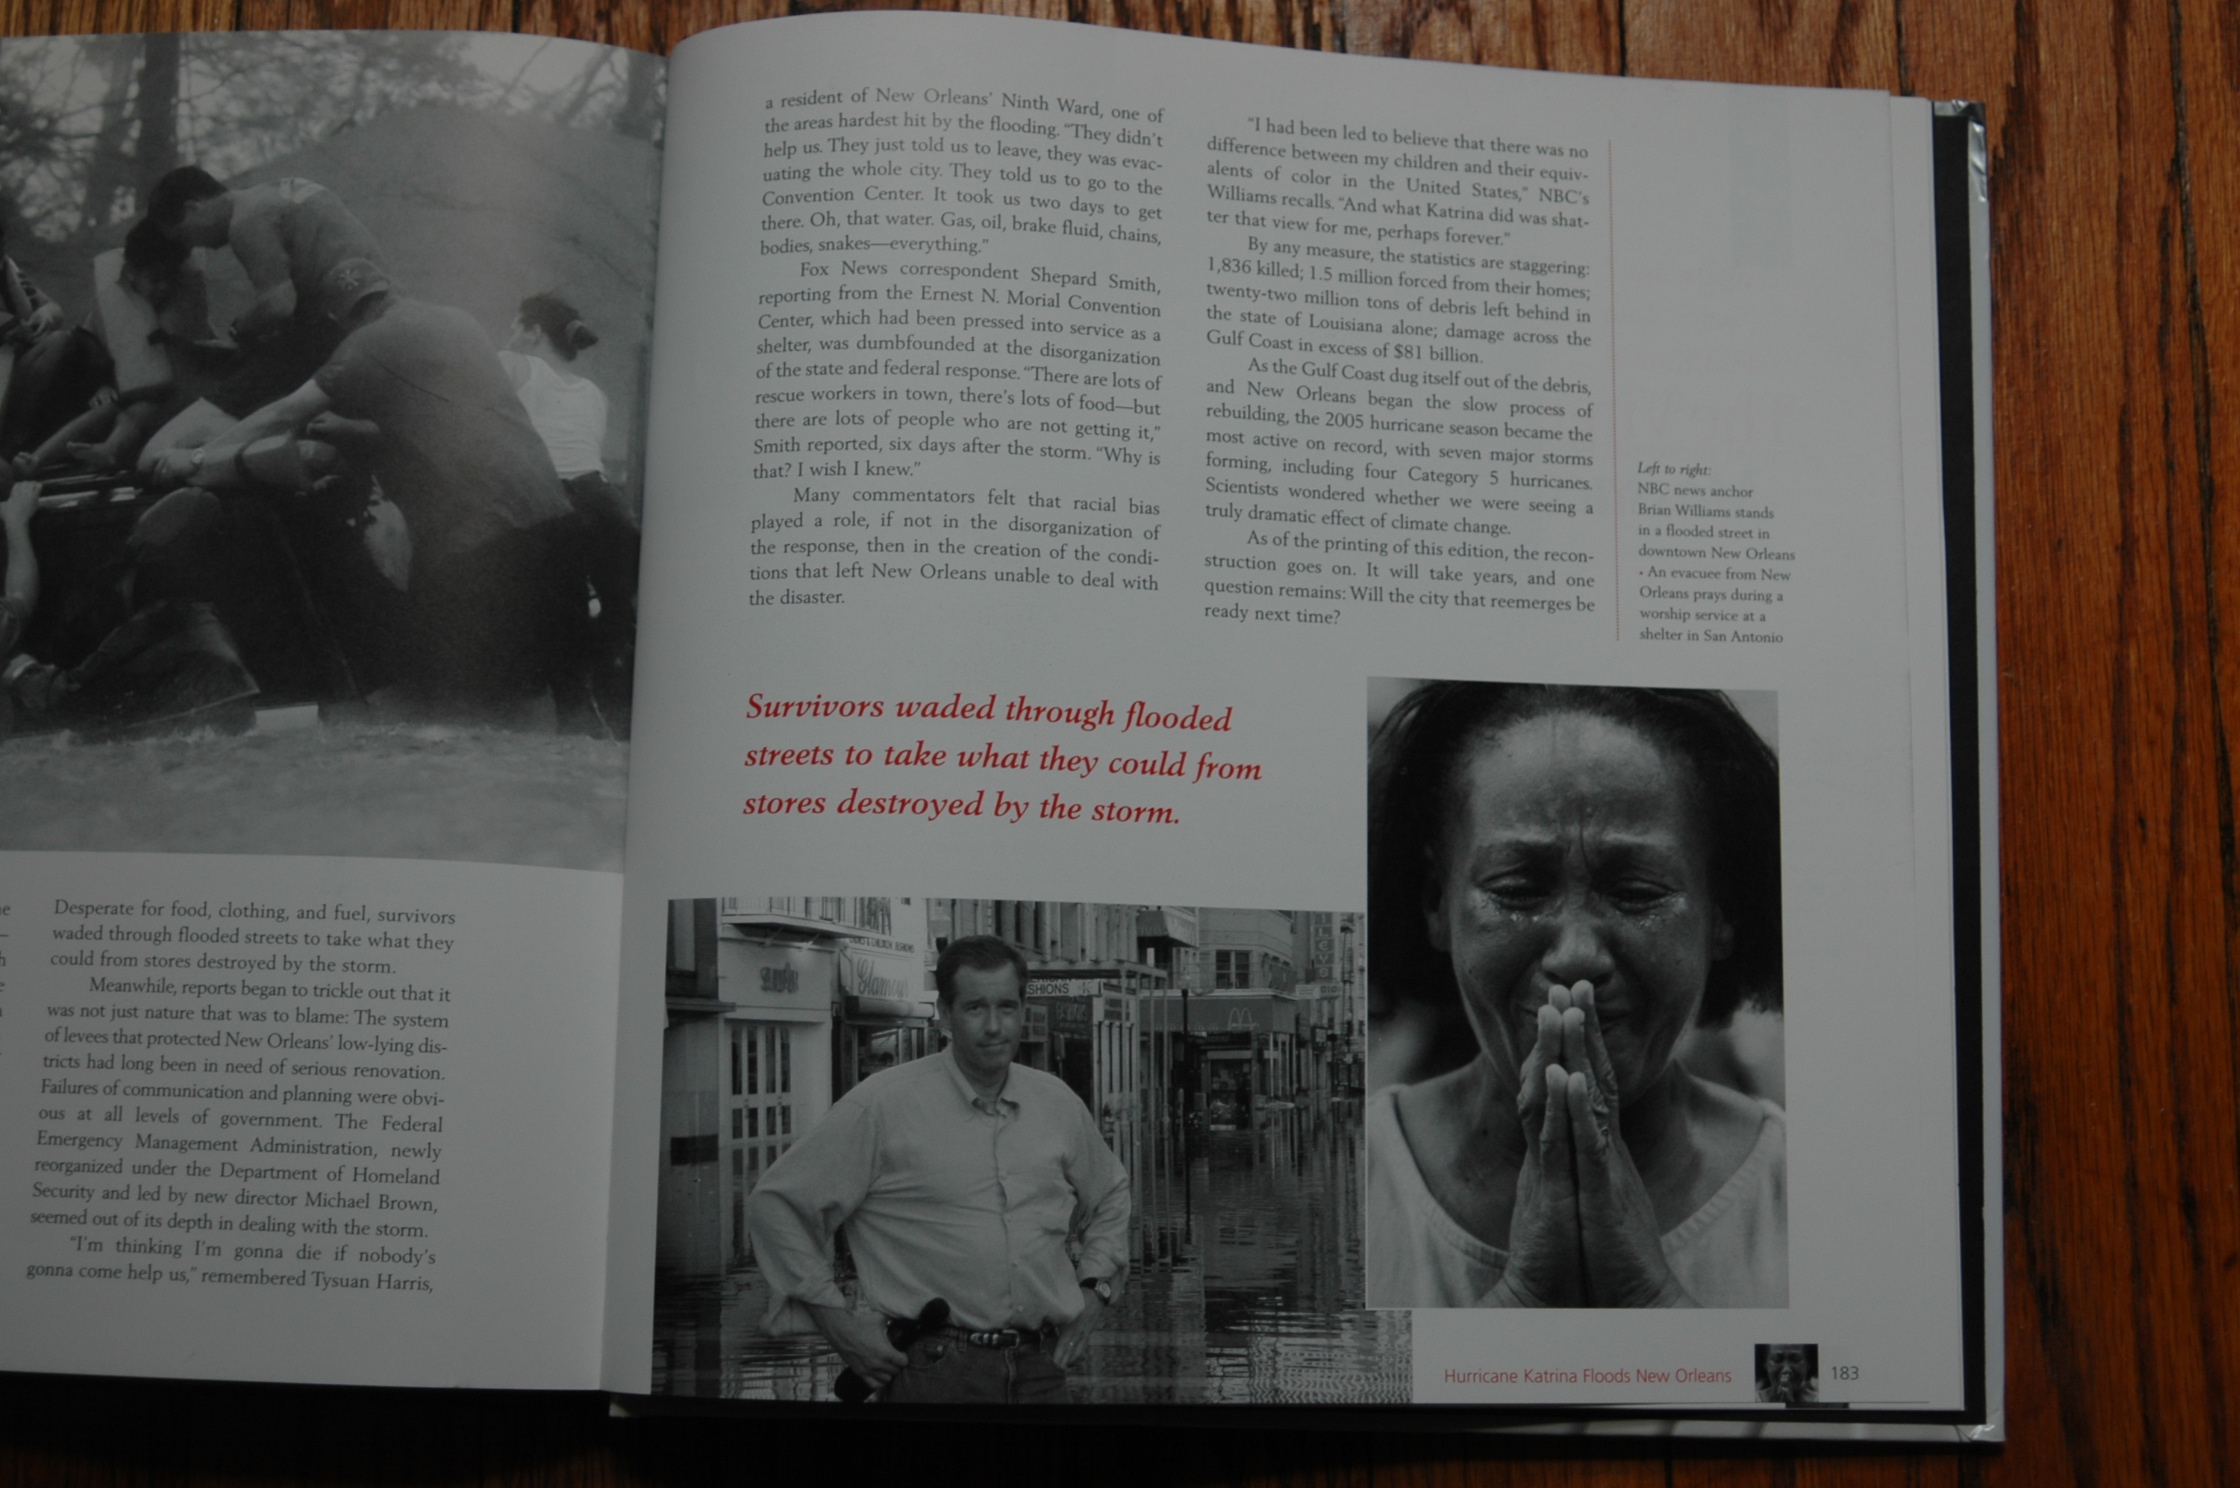 Desperate for food, clothing, and fuel, survivors
waded through flooded streets to take what they
could from stores destroyed by the storm.
Meanwhile, reports began to trickle out that it
was not just nature that was to blame: The system
of levees that protected New Orleans' low-lying dis-
tricts had long been in need of serious renovation.
Failures of communication and planning were obvi-
ous at all levels of government. The Federal
Emergency Management Administration, newly
reorganized under the Department of Homeland
Security and led by new director Michael Brown,
seemed out of its depth in dealing with the storm.
"I'm thinking I'm gonna die if nobody's
gonna come help us," remembered Tysuan Harris,
a resident of New Orleans' Ninth Ward, one of
the areas hardest hit by the flooding. "They didn't
help us. They just told us to leave, they was evac-
uating the whole city. They told us to go to the
Convention Center. It took us two days to get
there. Oh, that water. Gas, oil, brake fluid, chains,
bodies, snakes—everything."
Fox News correspondent Shepard Smith,
reporting from the Ernest N. Morial Convention
Center, which had been pressed into service as a
shelter, was dumbfounded at the disorganization
of the state and federal response. "There are lots of
rescue workers in town, there's lots of food—but
there are lots of people who are not getting it,"
Smith reported, six days after the storm. "Why is
that? I wish I knew."
Many commentators felt that racial bias
played a role, if not in the disorganization of
the response, then in the creation of the condi-
tions that left New Orleans unable to deal with
the disaster.
"I had been led to believe that there was no
difference between my children and their equiv-
alents of color in the United States," NBC's
Williams recalls. "And what Katrina did was shat-
ter that view for me, perhaps forever."
By any measure, the statistics are staggering:
1,836 killed; 1.5 million forced from their homes;
twenty-two million tons of debris left behind in
the state of Louisiana alone; damage across the
Gulf Coast in excess of $81 billion.
As the Gulf Coast dug itself out of the debris,
and New Orleans began the slow process of
rebuilding, the 2005 hurricane season became the
most active on record, with seven major storms
forming, including four Category 5 hurricanes.
Scientists wondered whether we were seeing a
truly dramatic effect of climate change.
As of the printing of this edition, the recon-
struction goes on. It will take years, and one
question remains: Will the city that reemerges be
ready next time?
Left to right:
NBC news anchor
Brian Williams stands
in a flooded street in
downtown New Orleans
• An evacuee from New
Orleans prays during a
worship service at a
shelter in San Antonio
Survivors waded through flooded
streets to take what they could from
stores destroyed by the storm.
Glamour
SHIONS
Hurricane Katrina Floods New Orleans
183